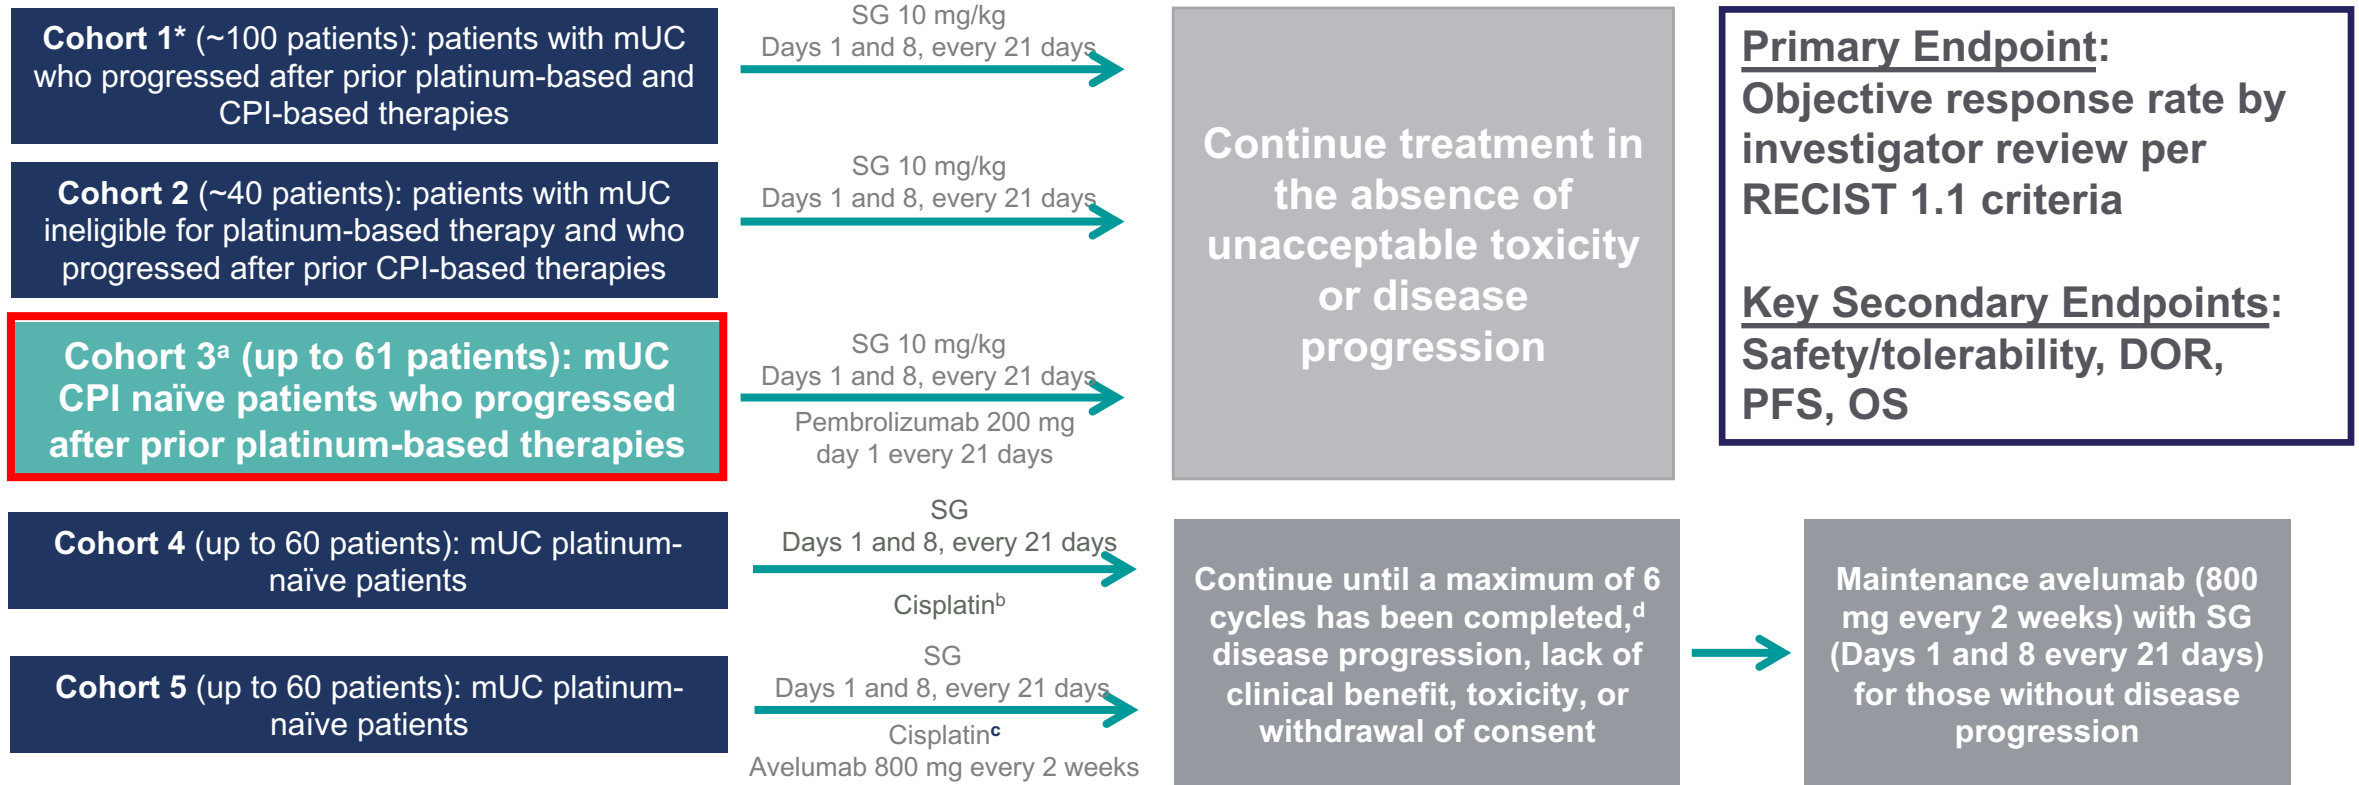 Cohort 1* (~100 patients): patients with mUC
who progressed after prior platinum-based and
CPI-based therapies
SG 10 mg/kg
Days 1 and 8, every 21 days
Cohort 2 (~40 patients): patients with mUC
ineligible for platinum-based therapy and who
progressed after prior CPI-based therapies
SG 10 mg/kg
Days 1 and 8, every 21 days
Cohort 3a (up to 61 patients): mUC
CPI naïve patients who progressed
after prior platinum-based therapies
SG 10 mg/kg
Days 1 and 8, every 21 days
Pembrolizumab 200 mg
day 1 every 21 days
Continue treatment in
the absence of
unacceptable toxicity
or disease
progression
Primary Endpoint:
Objective response rate by
investigator review per
RECIST 1.1 criteria
Key Secondary Endpoints:
Safety/tolerability, DOR,
PFS, OS
Cohort 4 (up to 60 patients): mUC platinum-
naïve patients
SG
Days 1 and 8, every 21 days
Cisplatinb
Cohort 5 (up to 60 patients): mUC platinum-
naïve patients
SG
Days 1 and 8, every 21 days
Cisplatinc
Avelumab 800 mg every 2 weeks
Continue until a maximum of 6
cycles has been completed,d
disease progression, lack of
clinical benefit, toxicity, or
withdrawal of consent
Maintenance avelumab (800
mg every 2 weeks) with SG
(Days 1 and 8 every 21 days)
for those without disease
progression